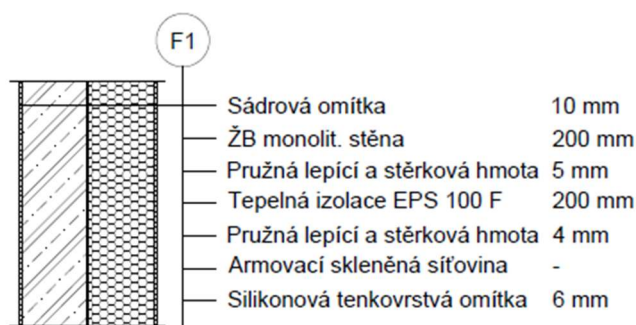 F1
Sádrová omítka 10 mm
ŽB monolit. stěna 200 mm
Pružná lepící a stěrková hmota 5 mm
Tepelná izolace EPS 100 F 200 mm
Pružná lepící a stěrková hmota 4 mm
Armovací skleněná síťovina -
Silikonová tenkovrstvá omítka 6 mm